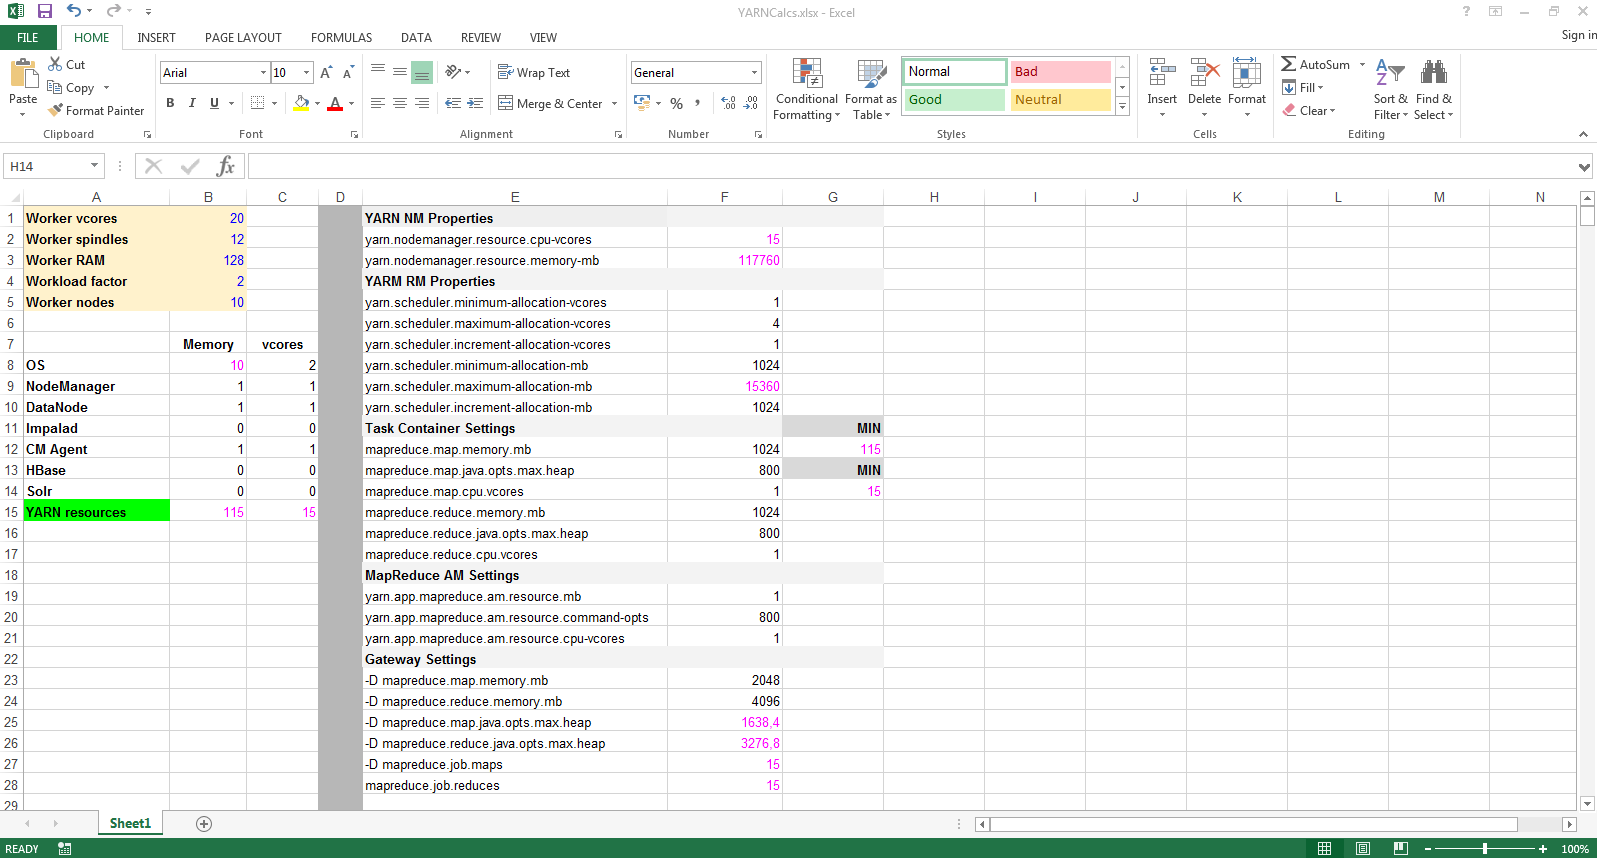 YARNCalcs.xlsx - Excel
FILE HOME INSERT PAGE LAYOUT FORMULAS DATA REVIEW VIEW Sign in
Paste Cut Copy Format Painter Clipboard
Arial 10 B I U A Font
Wrap Text Merge & Center Alignment
General % , Number
Conditional Formatting Format as Table Normal Bad Good Neutral Styles
Insert Delete Format Cells
AutoSum Fill Clear Sort & Filter Find & Select Editing
H14 fx
A B C D E F G H I J K L M N
1 Worker vcores 20 YARN NM Properties
2 Worker spindles 12 yarn.nodemanager.resource.cpu-vcores 15
3 Worker RAM 128 yarn.nodemanager.resource.memory-mb 117760
4 Workload factor 2 YARM RM Properties
5 Worker nodes 10 yarn.scheduler.minimum-allocation-vcores 1
6 yarn.scheduler.maximum-allocation-vcores 4
7 Memory vcores yarn.scheduler.increment-allocation-vcores 1
8 OS 10 2 yarn.scheduler.minimum-allocation-mb 1024
9 NodeManager 1 1 yarn.scheduler.maximum-allocation-mb 15360
10 DataNode 1 1 yarn.scheduler.increment-allocation-mb 1024
11 Impalad 0 0 Task Container Settings MIN
12 CM Agent 1 1 mapreduce.map.memory.mb 1024 115
13 HBase 0 0 mapreduce.map.java.opts.max.heap 800 MIN
14 Solr 0 0 mapreduce.map.cpu.vcores 1 15
15 YARN resources 115 15 mapreduce.reduce.memory.mb 1024
16 mapreduce.reduce.java.opts.max.heap 800
17 mapreduce.reduce.cpu.vcores 1
18 MapReduce AM Settings
19 yarn.app.mapreduce.am.resource.mb 1
20 yarn.app.mapreduce.am.resource.command-opts 800
21 yarn.app.mapreduce.am.resource.cpu-vcores 1
22 Gateway Settings
23 -D mapreduce.map.memory.mb 2048
24 -D mapreduce.reduce.memory.mb 4096
25 -D mapreduce.map.java.opts.max.heap 1638,4
26 -D mapreduce.reduce.java.opts.max.heap 3276,8
27 -D mapreduce.job.maps 15
28 mapreduce.job.reduces 15
29
Sheet1
READY 100%